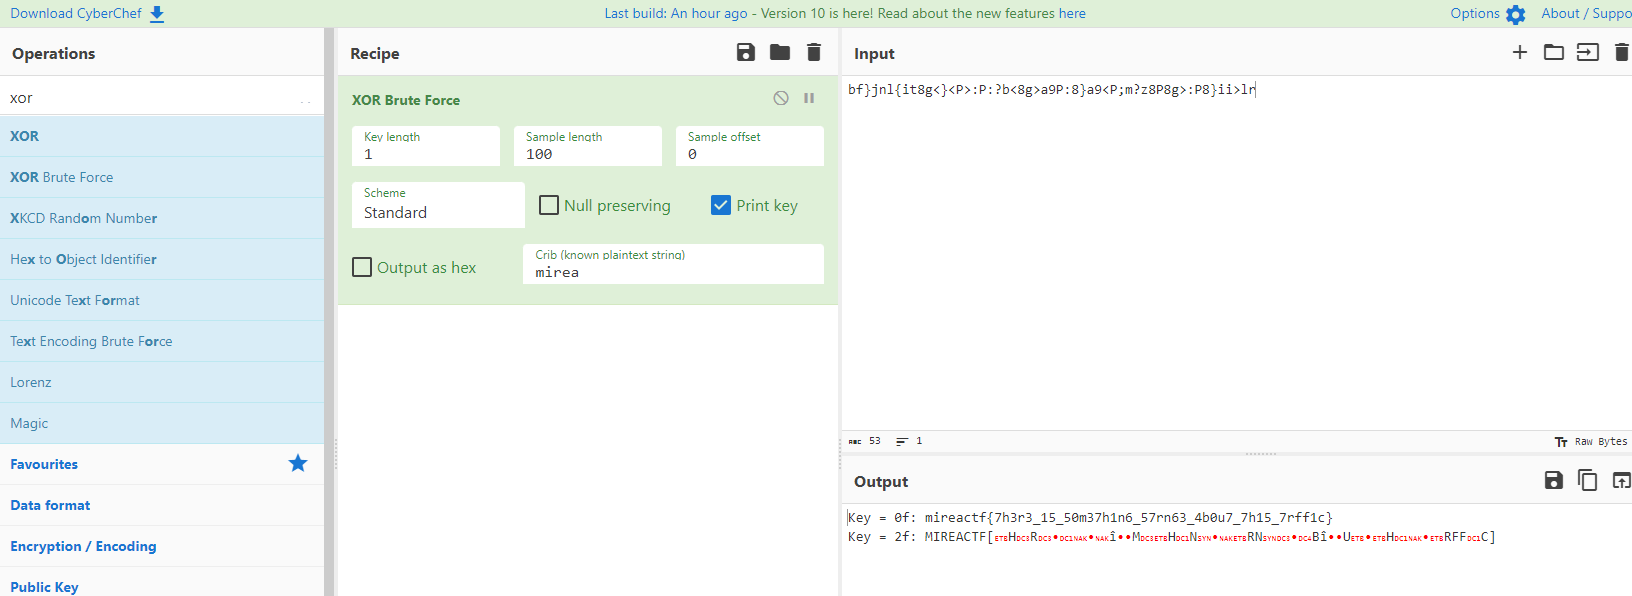 Download CyberChef
Last build: An hour ago - Version 10 is here! Read about the new features here
Options
About / Suppo
Operations
xor
XOR
XOR Brute Force
XKCD Random Number
Hex to Object Identifier
Unicode Text Format
Text Encoding Brute Force
Lorenz
Magic
Favourites
Data format
Encryption / Encoding
Public Key
Recipe
XOR Brute Force
Key length
1
Sample length
100
Sample offset
0
Scheme
Standard
Null preserving
Print key
Output as hex
Crib (known plaintext string)
mirea
Input
bf}jnl{it8g<}<P>:P:?b<8g>a9P:8}a9<P;m?z8P8g>:P8}ii>lr
ABC 53 1
Tт Raw Bytes
Output
Key = 0f: mireactf{7h3r3_15_50m37h1n6_57rn63_4b0u7_7h15_7rff1c}
Key = 2f: MIREACTF[